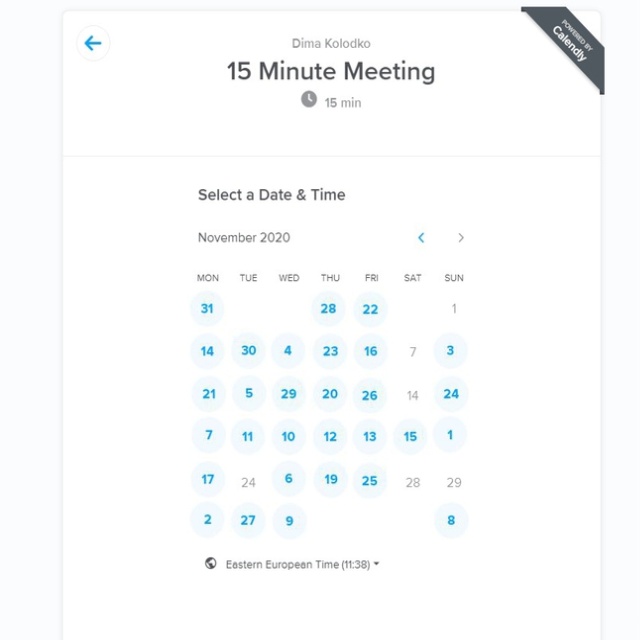 POWERED BY
Calendly
Dima Kolodko
15 Minute Meeting
15 min
Select a Date & Time
November 2020
MON TUE WED THU FRI SAT SUN
31 28 22 1
14 30 4 23 16 7 3
21 5 29 20 26 14 24
7 11 10 12 13 15 1
17 24 6 19 25 28 29
2 27 9 8
Eastern European Time (11:38)